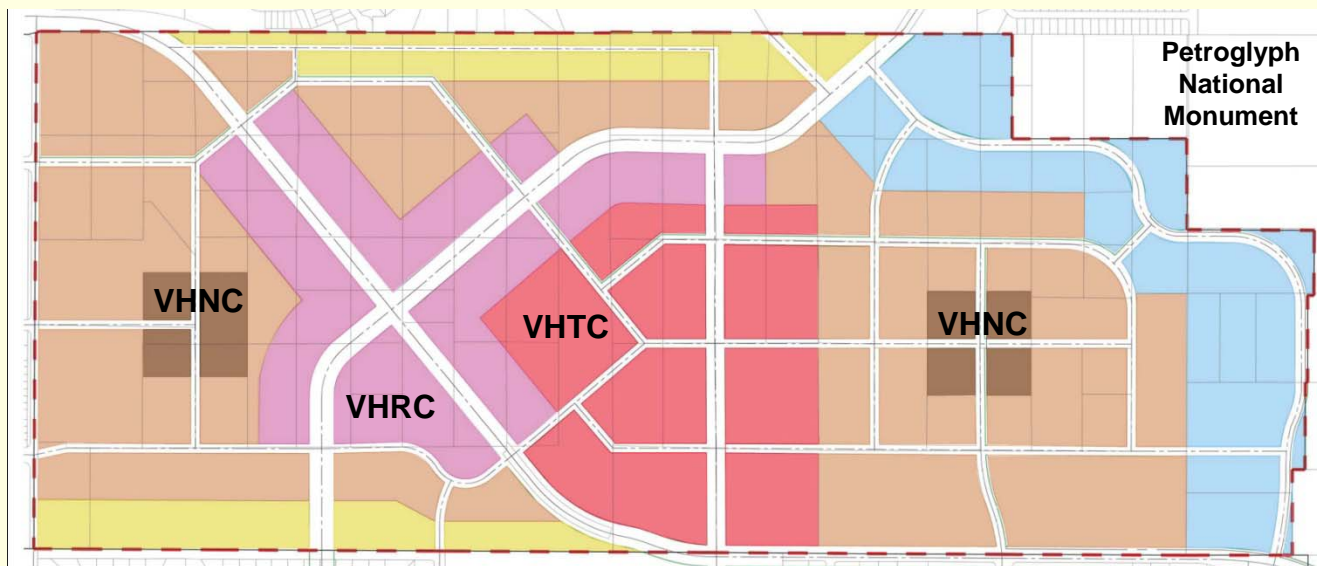 Petroglyph
National
Monument
VHNC
VHTC
VHNC
VHRC